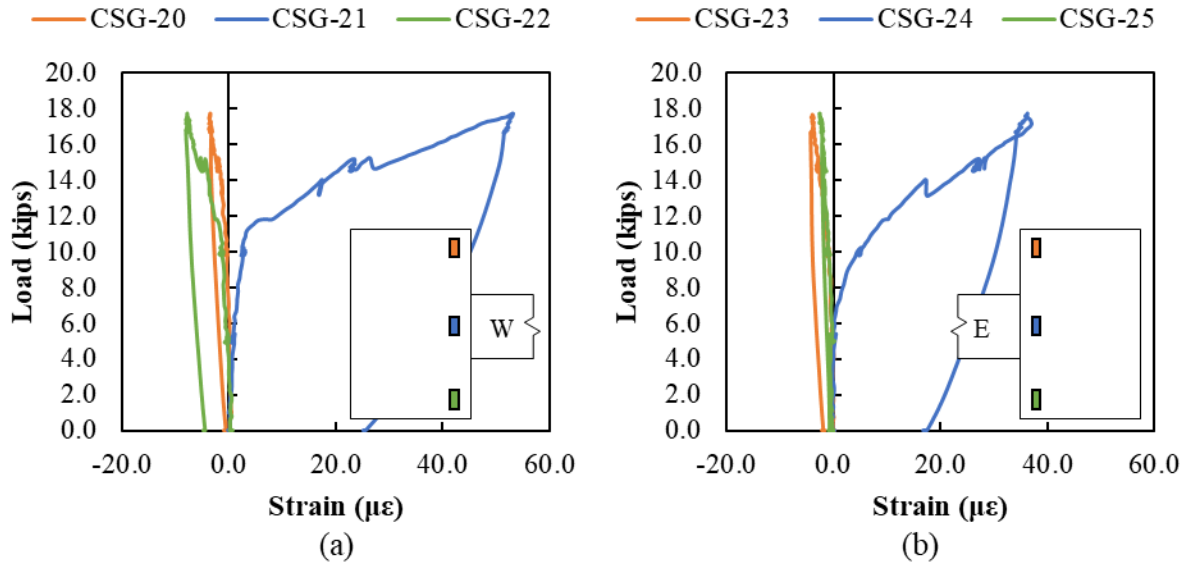 CSG-20 CSG-21 CSG-22
20.0
18.0
16.0
14.0
12.0
10.0
8.0
6.0
4.0
2.0
0.0
Load (kips)
W
-20.0 0.0 20.0 40.0 60.0
Strain (με)
(a)
CSG-23 CSG-24 CSG-25
20.0
18.0
16.0
14.0
12.0
10.0
8.0
6.0
4.0
2.0
0.0
Load (kips)
E
-20.0 0.0 20.0 40.0 60.0
Strain (με)
(b)